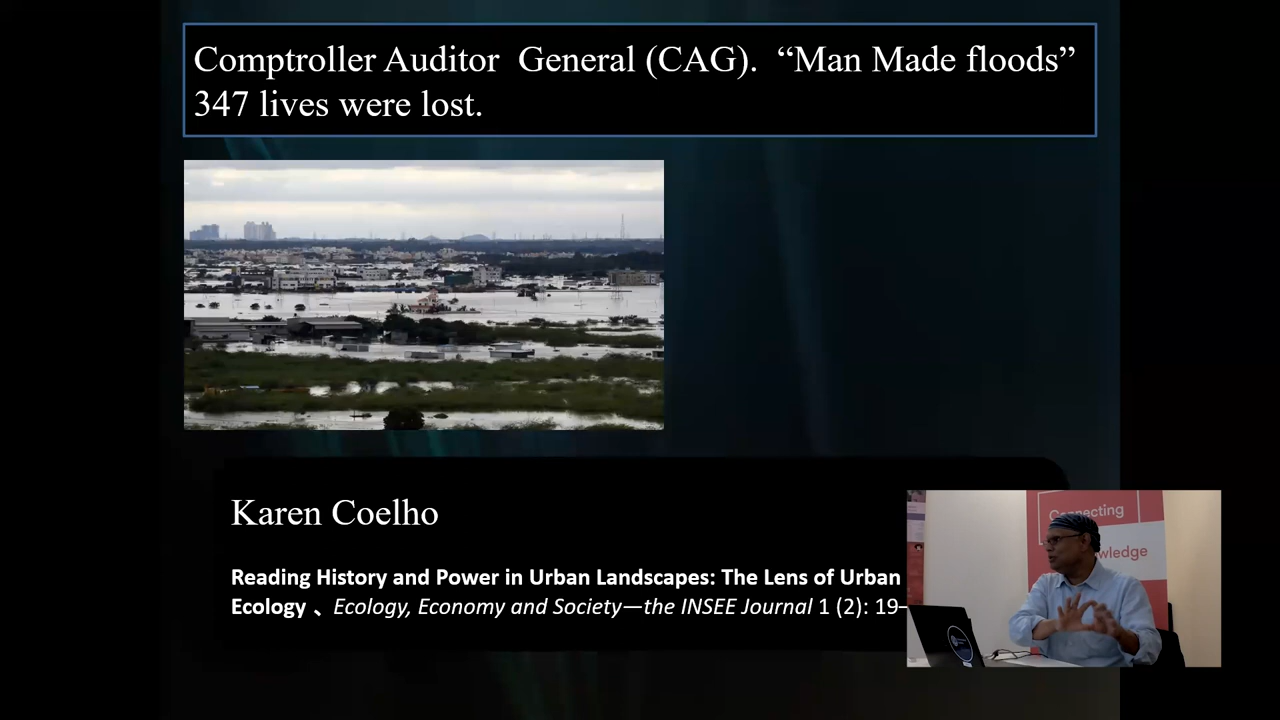 Comptroller Auditor  General (CAG).  “Man Made floods”
347 lives were lost.
Karen Coelho
Reading History and Power in Urban Landscapes: The Lens of Urban
Ecology 、Ecology, Economy and Society—the INSEE Journal 1 (2): 19–
Connecting